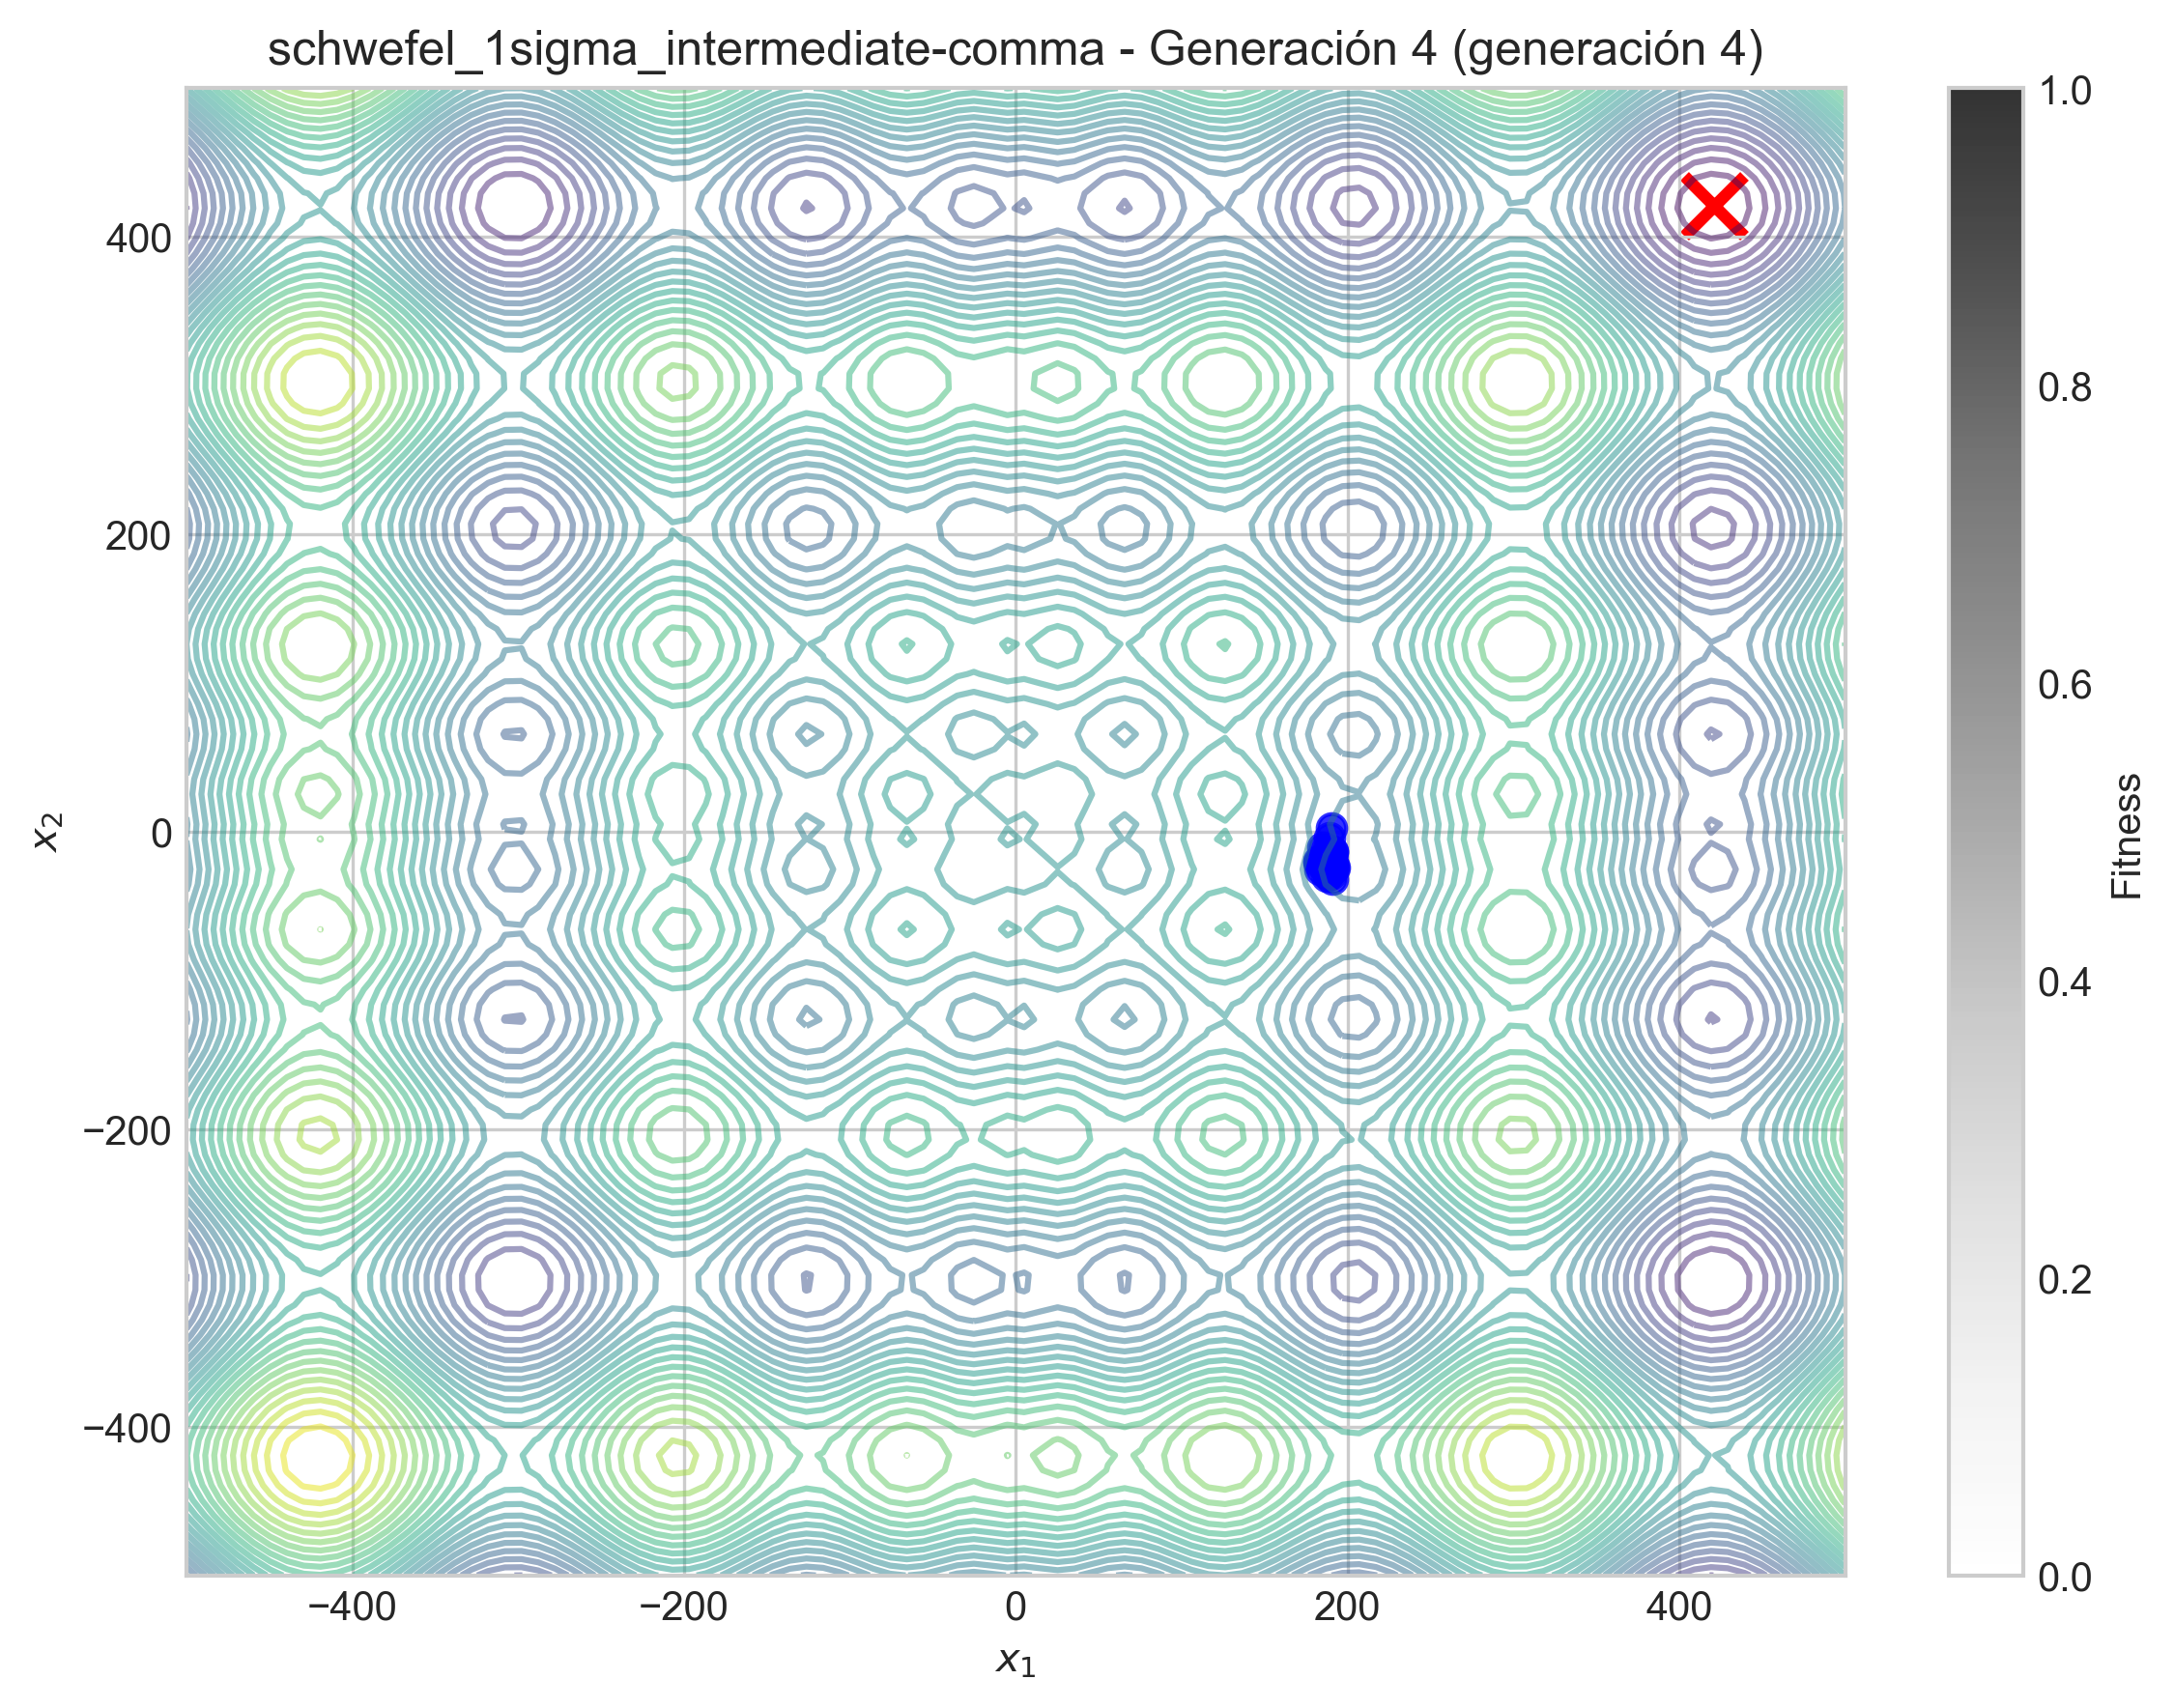 schwefel_1sigma_intermediate-comma - Generación 4 (generación 4)
400
200
0
−200
−400
x₂
−400 −200 0 200 400
x₁
1.0
0.8
0.6
0.4
0.2
0.0
Fitness